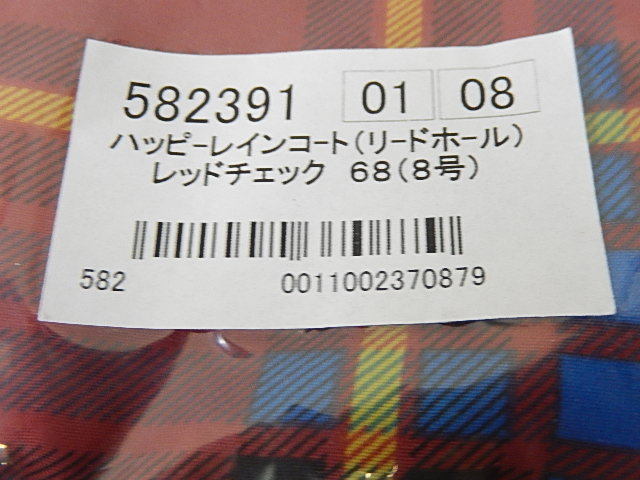 582391 01 08
ハッピーレインコート(リードホール)
レッドチェック 68(8号)
582 0011002370879